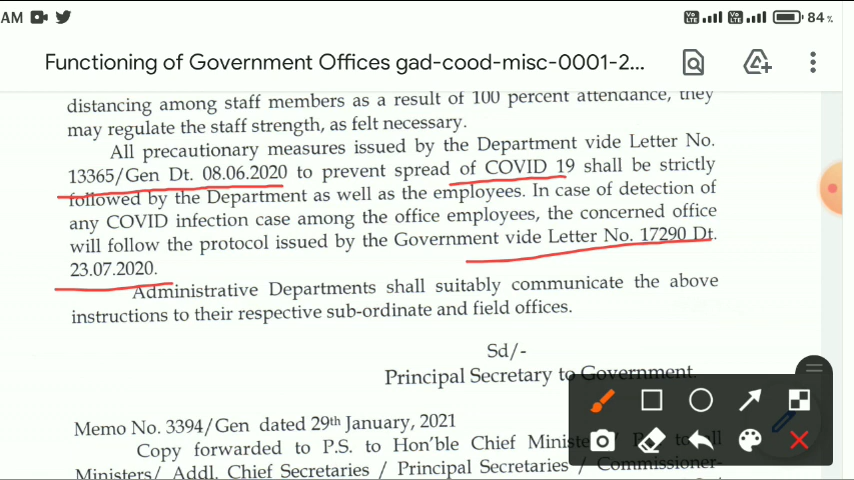 AM 84%
Functioning of Government Offices gad-cood-misc-0001-2...
distancing among staff members as a result of 100 percent attendance, they
may regulate the staff strength, as felt necessary.
All precautionary measures issued by the Department vide Letter No.
13365/Gen Dt. 08.06.2020 to prevent spread of COVID 19 shall be strictly
followed by the Department as well as the employees. In case of detection of
any COVID infection case among the office employees, the concerned office
will follow the protocol issued by the Government vide Letter No. 17290 Dt.
23.07.2020.
Administrative Departments shall suitably communicate the above
instructions to their respective sub-ordinate and field offices.
Sd/-
Principal Secretary to Government.
Memo No. 3394/Gen dated 29th January, 2021
Copy forwarded to P.S. to Hon'ble Chief Ministe
Ministers/ Addl. Chief Secretaries / Principal Secretaries / Commissioner-